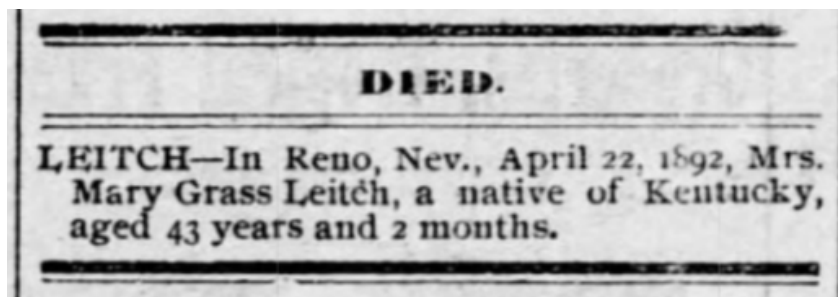 DIED.
LEITCH—In Reno, Nev., April 22, 1892, Mrs.
Mary Grass Leitch, a native of Kentucky,
aged 43 years and 2 months.